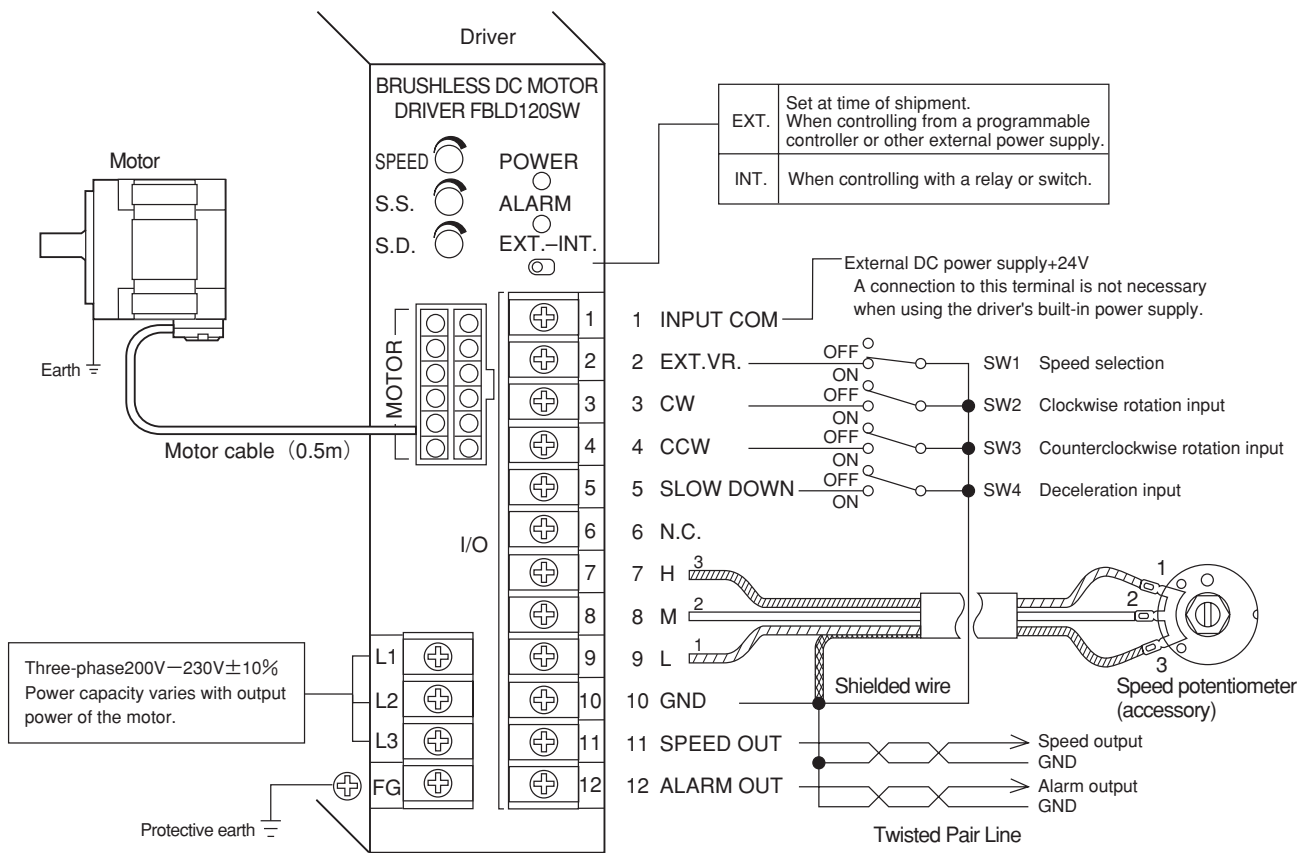 Driver
BRUSHLESS DC MOTOR
DRIVER FBLD120SW
SPEED
POWER
S.S.
ALARM
S.D.
EXT.–INT.
EXT.
Set at time of shipment.
When controlling from a programmable
controller or other external power supply.
INT.
When controlling with a relay or switch.
Motor
Earth
Motor cable（0.5m）
MOTOR
I/O
1
2
3
4
5
6
7
8
9
10
11
12
L1
L2
L3
FG
Three-phase200V－230V±10%
Power capacity varies with output
power of the motor.
Protective earth
External DC power supply+24V
A connection to this terminal is not necessary
when using the driver's built-in power supply.
1 INPUT COM
2 EXT.VR. OFF ON SW1 Speed selection
3 CW OFF ON SW2 Clockwise rotation input
4 CCW OFF ON SW3 Counterclockwise rotation input
5 SLOW DOWN OFF ON SW4 Deceleration input
6 N.C.
7 H 3
8 M 2
9 L 1
1
2
3
Shielded wire
Speed potentiometer
(accessory)
10 GND
11 SPEED OUT
Speed output
GND
12 ALARM OUT
Alarm output
GND
Twisted Pair Line